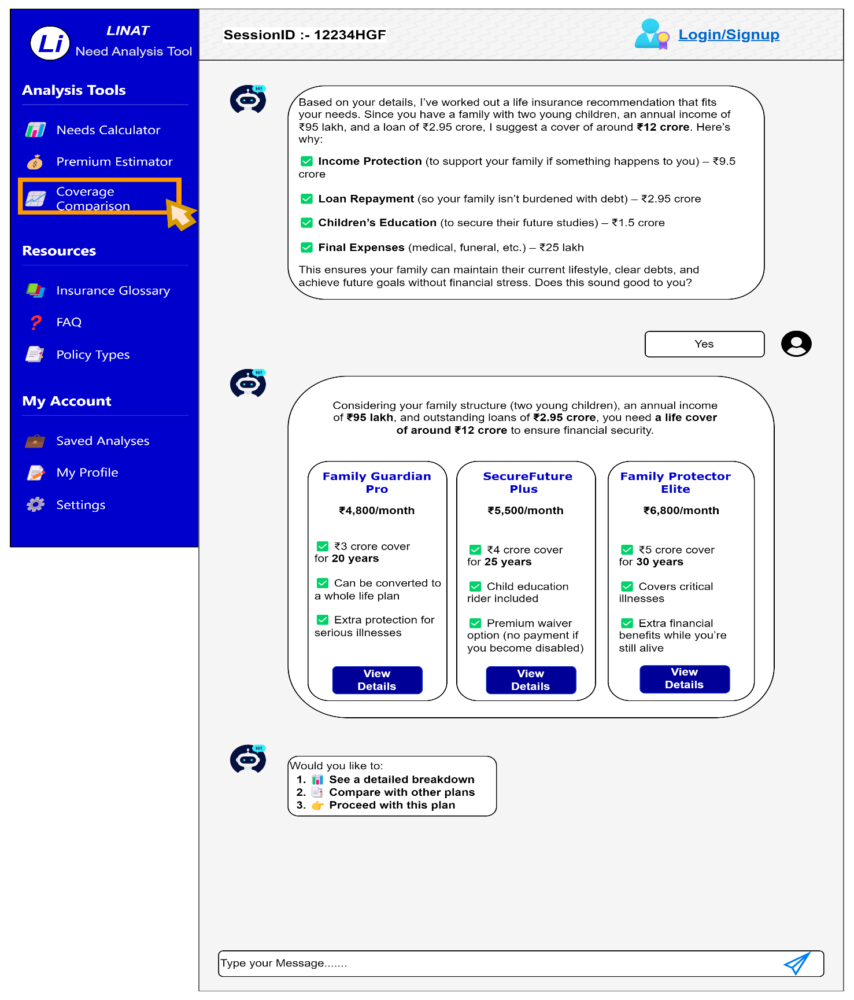 Li
LINAT
Need Analysis Tool
Analysis Tools
Needs Calculator
Premium Estimator
Coverage
Comparison
Resources
Insurance Glossary
FAQ
Policy Types
My Account
Saved Analyses
My Profile
Settings
SessionID :- 12234HGF
Login/Signup
HI!
Based on your details, I’ve worked out a life insurance recommendation that fits
your needs. Since you have a family with two young children, an annual income of
₹95 lakh, and a loan of ₹2.95 crore, I suggest a cover of around ₹12 crore. Here’s
why:
✅ Income Protection (to support your family if something happens to you) – ₹9.5
crore
✅ Loan Repayment (so your family isn’t burdened with debt) – ₹2.95 crore
✅ Children’s Education (to secure their future studies) – ₹1.5 crore
✅ Final Expenses (medical, funeral, etc.) – ₹25 lakh
This ensures your family can maintain their current lifestyle, clear debts, and
achieve future goals without financial stress. Does this sound good to you?
Yes
HI!
Considering your family structure (two young children), an annual income
of ₹95 lakh, and outstanding loans of ₹2.95 crore, you need a life cover
of around ₹12 crore to ensure financial security.
Family Guardian
Pro
₹4,800/month
✅ ₹3 crore cover
for 20 years
✅ Can be converted to
a whole life plan
✅ Extra protection for
serious illnesses
View
Details
SecureFuture
Plus
₹5,500/month
✅ ₹4 crore cover
for 25 years
✅ Child education
rider included
✅ Premium waiver
option (no payment if
you become disabled)
View
Details
Family Protector
Elite
₹6,800/month
✅ ₹5 crore cover
for 30 years
✅ Covers critical
illnesses
✅ Extra financial
benefits while you’re
still alive
View
Details
HI!
Would you like to:
1. 📊 See a detailed breakdown
2. 📑 Compare with other plans
3. 👉 Proceed with this plan
Type your Message.......